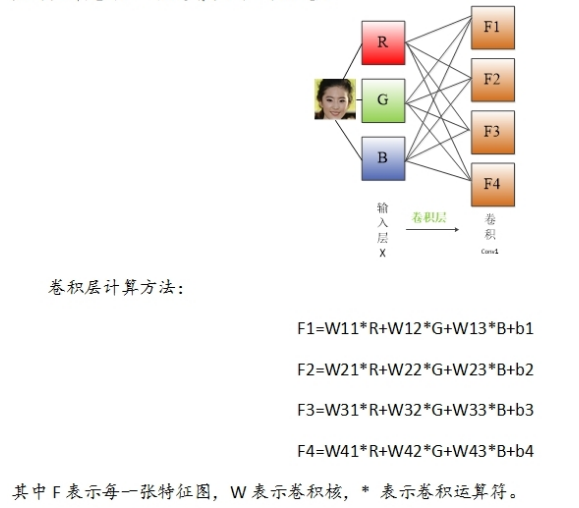 R
G
B
F1
F2
F3
F4
输入层
X
卷积层
卷积
Conv1
卷积层计算方法：
F1=W11*R+W12*G+W13*B+b1
F2=W21*R+W22*G+W23*B+b2
F3=W31*R+W32*G+W33*B+b3
F4=W41*R+W42*G+W43*B+b4
其中 F 表示每一张特征图，W 表示卷积核，* 表示卷积运算符。